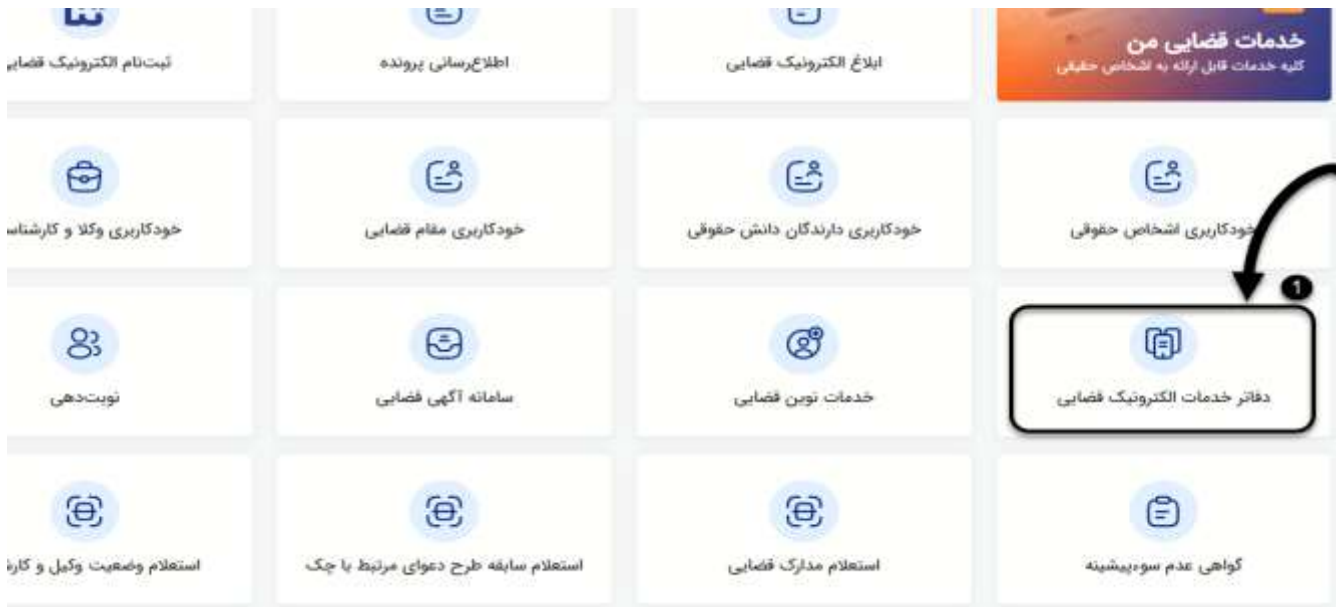 خدمات قضایی من
کلیه خدمات قابل ارائه به اشخاص حقیقی
ابلاغ الکترونیک قضایی
اطلاع‌رسانی پرونده
ثنا
ثبت‌نام الکترونیک قضایی
خودکاربری اشخاص حقوقی
خودکاربری دارندگان دانش حقوقی
خودکاربری مقام قضایی
خودکاربری وکلا و کارشناس
1
دفاتر خدمات الکترونیک قضایی
خدمات نوین قضایی
سامانه آگهی قضایی
نوبت‌دهی
گواهی عدم سوءپیشینه
استعلام مدارک قضایی
استعلام سابقه طرح دعوای مرتبط با چک
استعلام وضعیت وکیل و